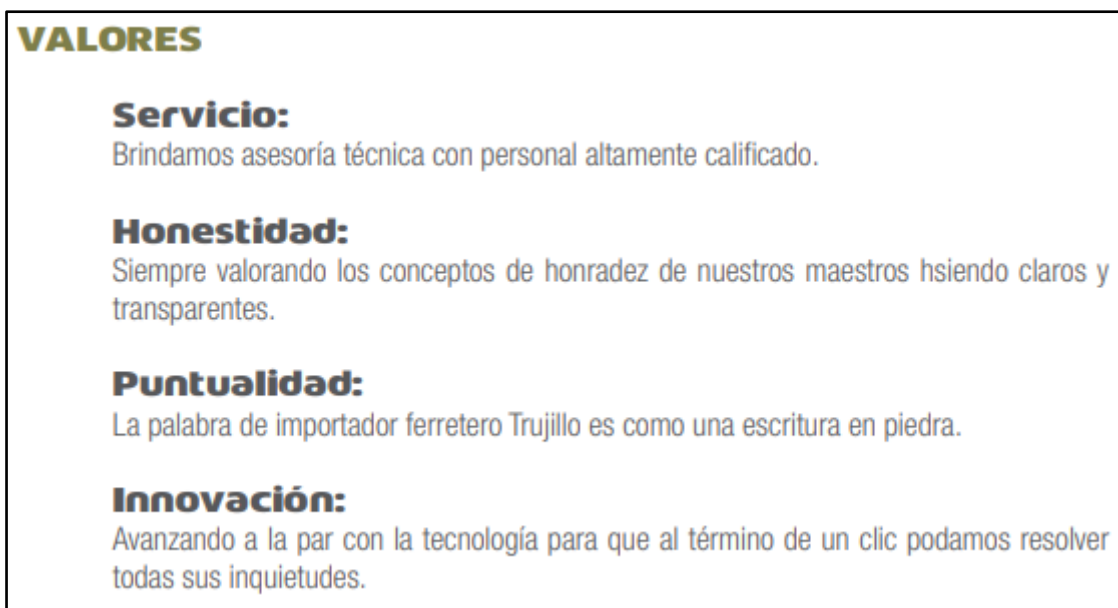 VALORES
Servicio:
Brindamos asesoría técnica con personal altamente calificado.
Honestidad:
Siempre valorando los conceptos de honradez de nuestros maestros hsiendo claros y
transparentes.
Puntualidad:
La palabra de importador ferretero Trujillo es como una escritura en piedra.
Innovación:
Avanzando a la par con la tecnología para que al término de un clic podamos resolver
todas sus inquietudes.